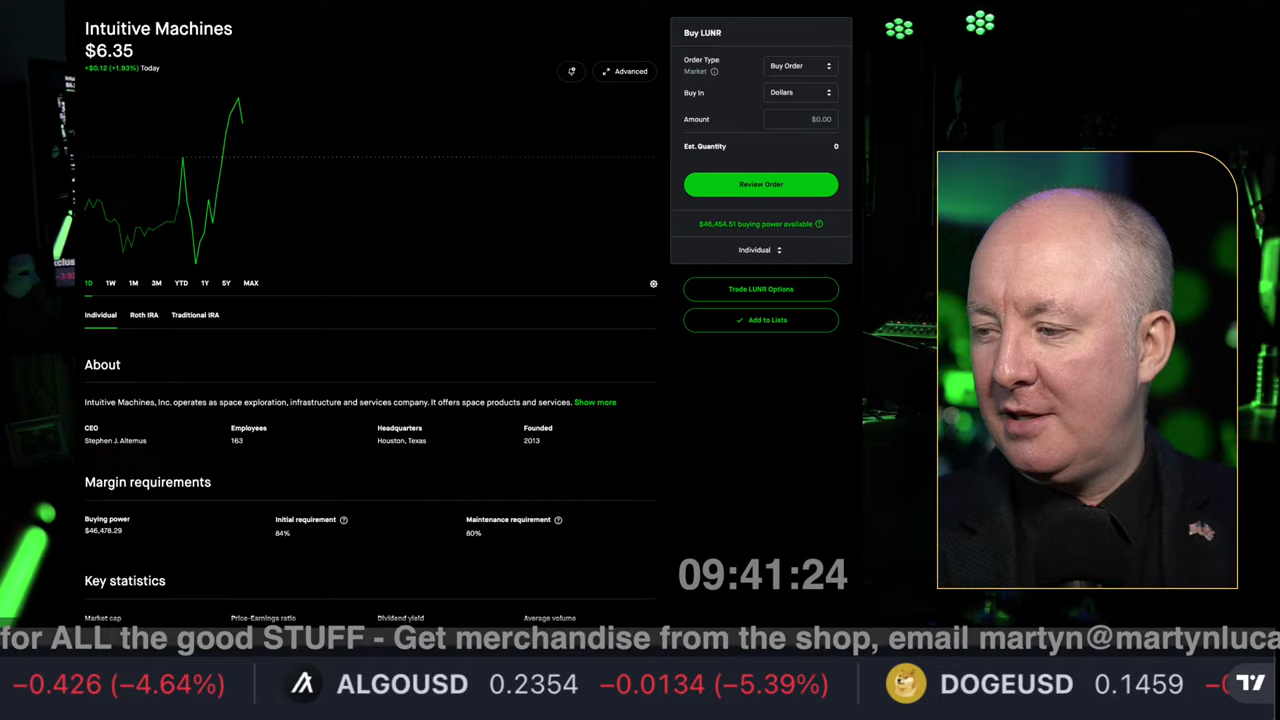 Intuitive Machines
$6.35
+$0.12 (+1.93%) Today
Advanced
1D 1W 1M 3M YTD 1Y 5Y MAX
Individual Roth IRA Traditional IRA
About
Intuitive Machines, Inc. operates as space exploration, infrastructure and services company. It offers space products and services. Show more
CEO Employees Headquarters Founded
Stephen J. Altemus 163 Houston, Texas 2013
Margin requirements
Buying power Initial requirement Maintenance requirement
$46,478.29 84% 80%
Key statistics
Market cap Price-Earnings ratio Dividend yield Average volume
Buy LUNR
Order Type Buy Order
Market
Buy In Dollars
Amount $0.00
Est. Quantity 0
Review Order
$46,454.51 buying power available
Individual
Trade LUNR Options
Add to Lists
09:41:24
for ALL the good STUFF - Get merchandise from the shop, email martyn@martynluca
-0.426 (-4.64%) ALGOUSD 0.2354 -0.0134 (-5.39%) DOGEUSD 0.1459